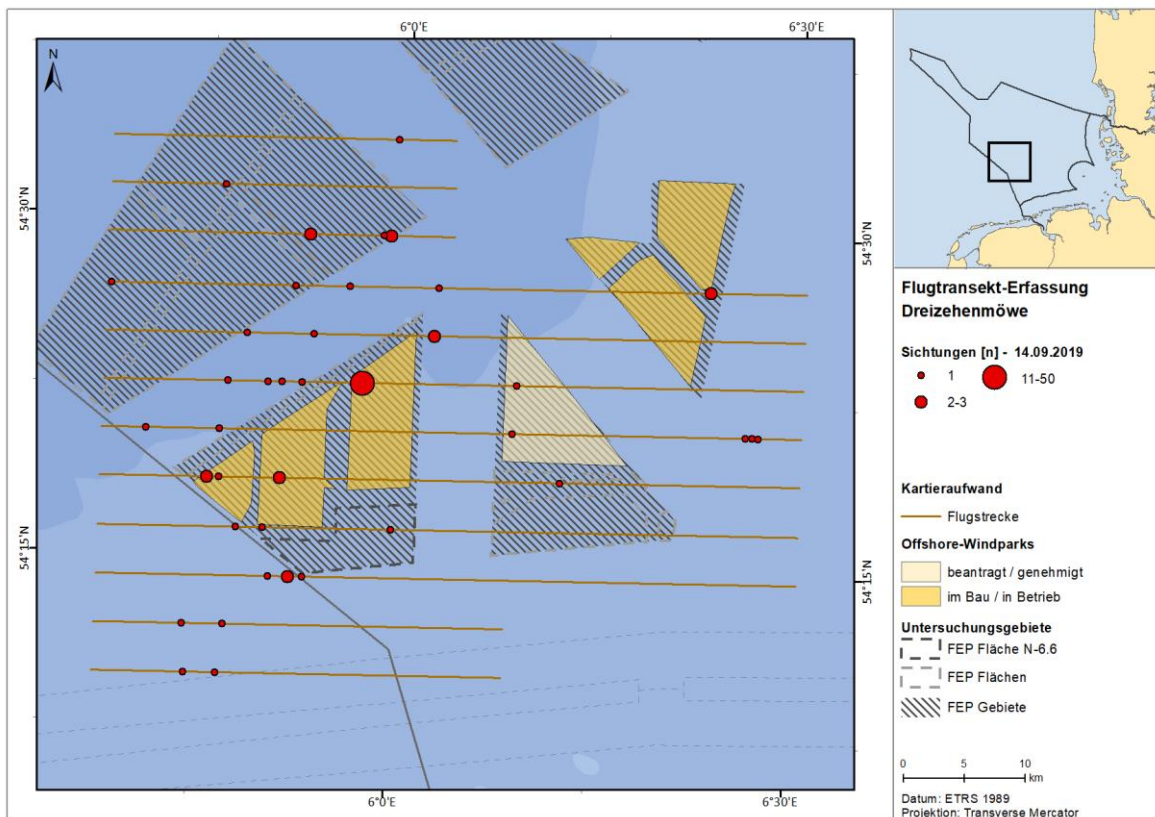 6°0'E
6°30'E
N
54°30'N
54°30'N
54°15'N
54°15'N
6°0'E
6°30'E
Flugtransekt-Erfassung
Dreizehenmöwe
Sichtungen [n] - 14.09.2019
1
11-50
2-3
Kartieraufwand
Flugstrecke
Offshore-Windparks
beantragt / genehmigt
im Bau / in Betrieb
Untersuchungsgebiete
FEP Fläche N-6.6
FEP Flächen
FEP Gebiete
0 5 10
km
Datum: ETRS 1989
Projektion: Transverse Mercator